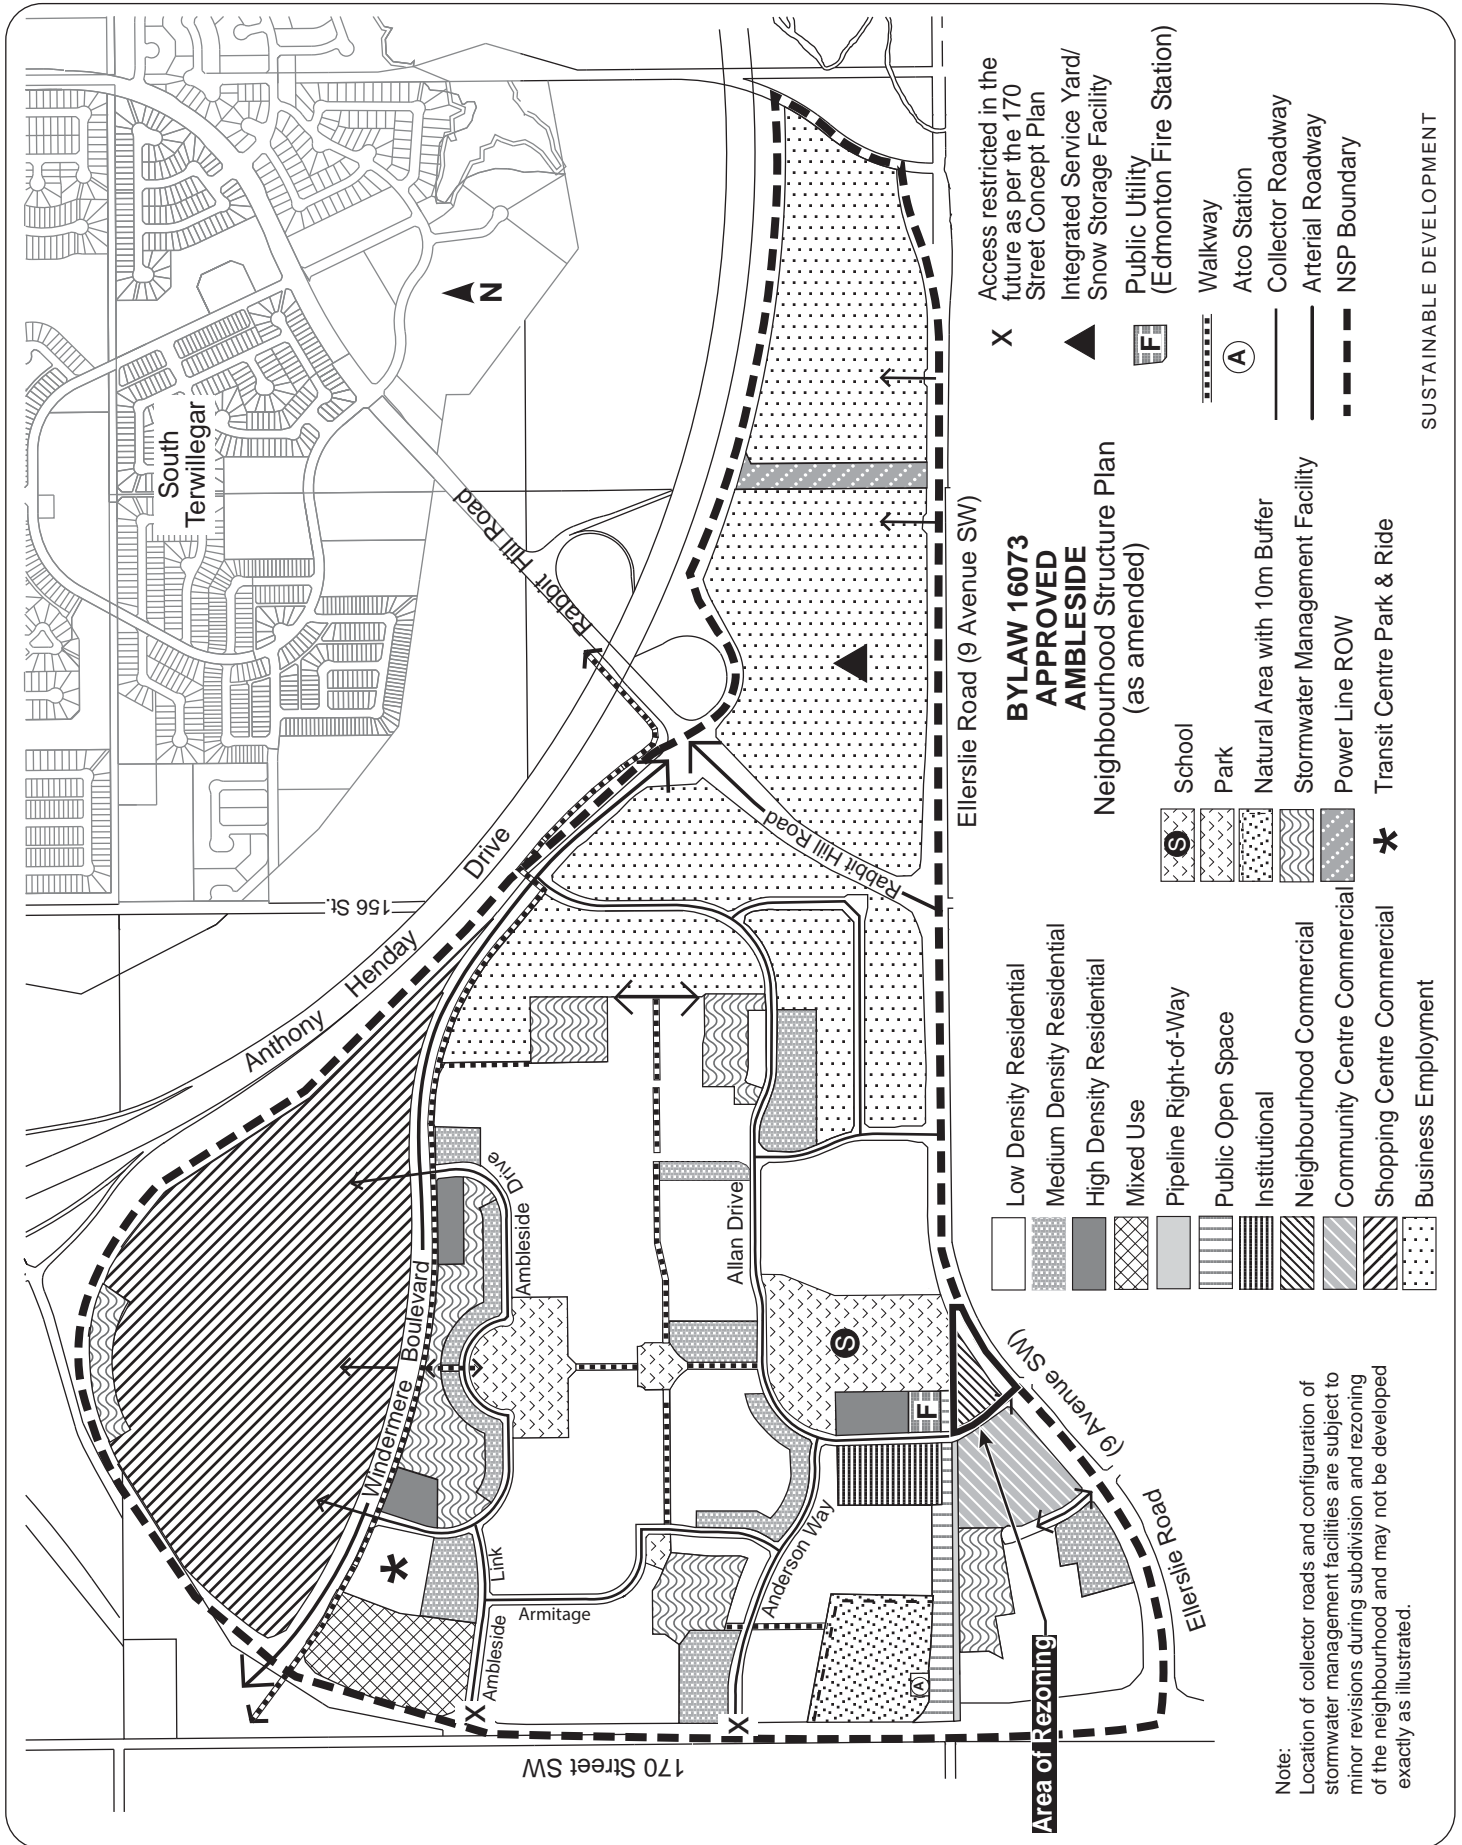 South
Terwillegar
Rabbit Hill Road
Rabbit Hill Road
Rabbit Hill Road
N
156 St.
Anthony
Henday
Drive
Windermere
Boulevard
Ambleside
Drive
Allan Drive
Link
Armitage
Ambleside
Anderson Way
170 Street SW
X
X
*
S
F
A
Ellerslie Road
(9 Avenue SW)
Ellerslie Road (9 Avenue SW)
Area of Rezoning
BYLAW 16073
APPROVED
AMBLESIDE
Neighbourhood Structure Plan
(as amended)
Low Density Residential
Medium Density Residential
High Density Residential
Mixed Use
Pipeline Right-of-Way
Public Open Space
Institutional
Neighbourhood Commercial
Community Centre Commercial
Shopping Centre Commercial
Business Employment
S
School
Park
Natural Area with 10m Buffer
Stormwater Management Facility
Power Line ROW
* Transit Centre Park & Ride
X Access restricted in the
future as per the 170
Street Concept Plan
Integrated Service Yard/
Snow Storage Facility
F Public Utility
(Edmonton Fire Station)
Walkway
A Atco Station
Collector Roadway
Arterial Roadway
NSP Boundary
Note:
Location of collector roads and configuration of
stormwater management facilities are subject to
minor revisions during subdivision and rezoning
of the neighbourhood and may not be developed
exactly as illustrated.
SUSTAINABLE DEVELOPMENT